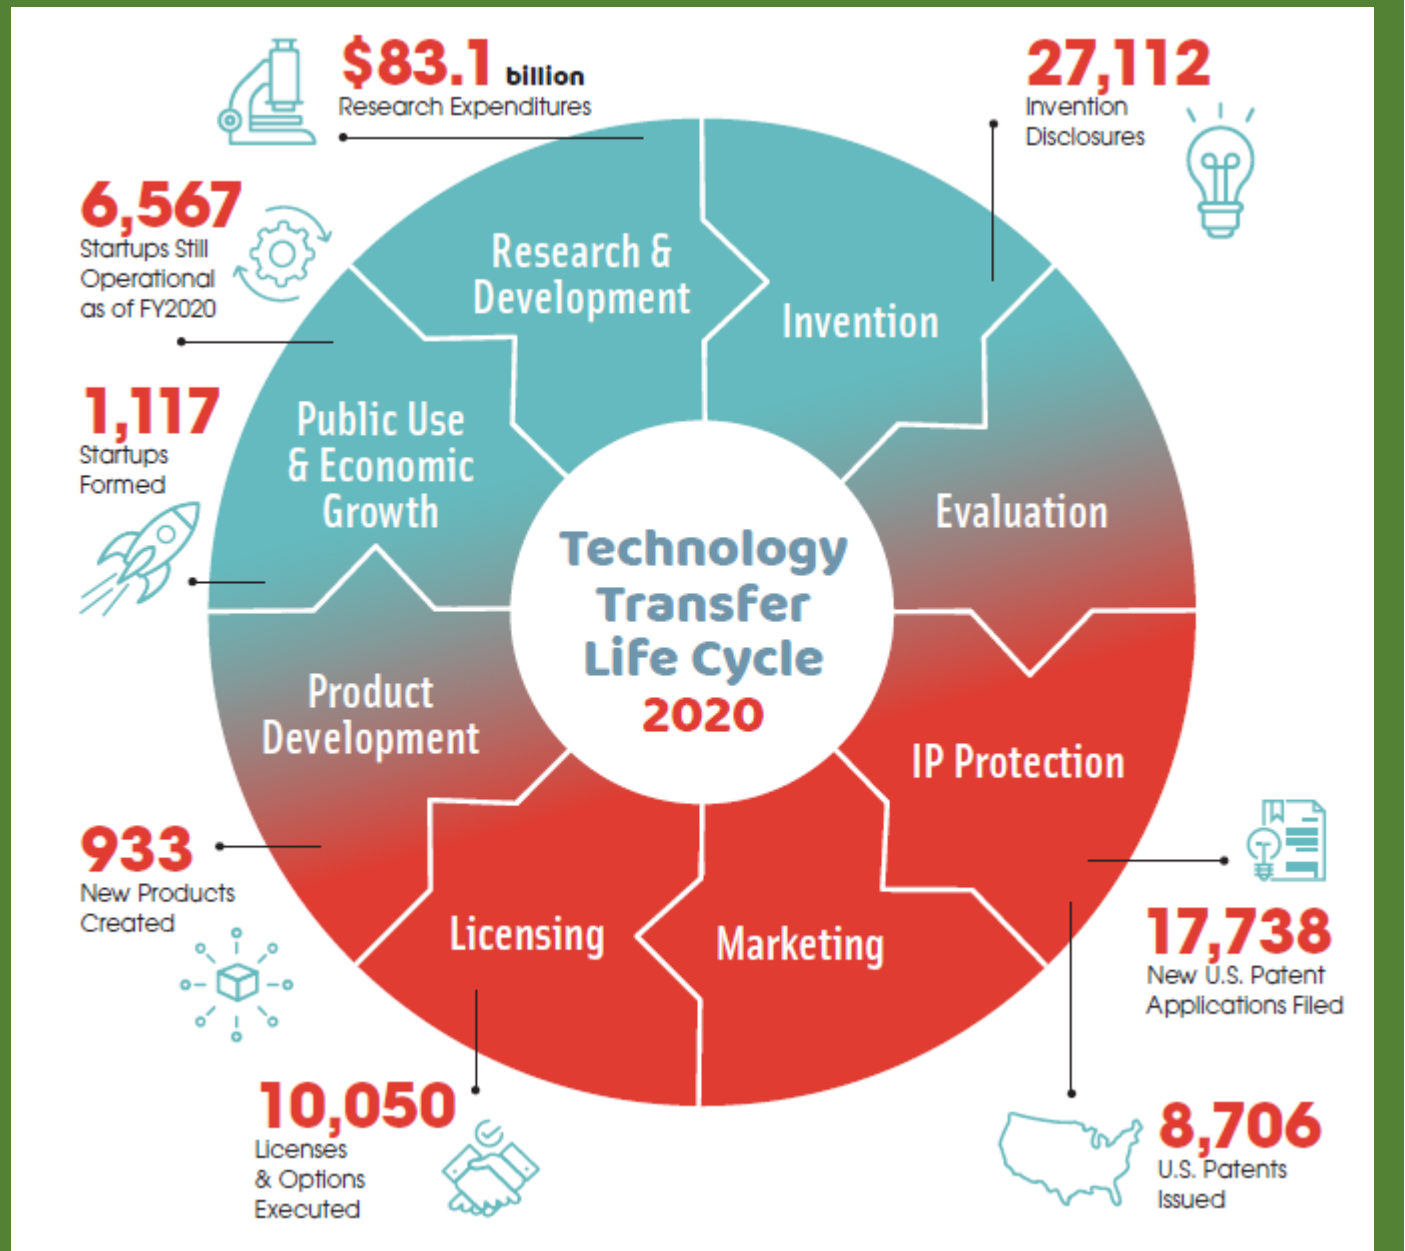 $83.1 billion
Research Expenditures
27,112
Invention
Disclosures
6,567
Startups Still
Operational
as of FY2020
1,117
Startups
Formed
Research &
Development
Invention
Public Use
& Economic
Growth
Evaluation
Technology
Transfer
Life Cycle
2020
Product
Development
IP Protection
933
New Products
Created
Licensing
Marketing
17,738
New U.S. Patent
Applications Filed
10,050
Licenses
& Options
Executed
8,706
U.S. Patents
Issued